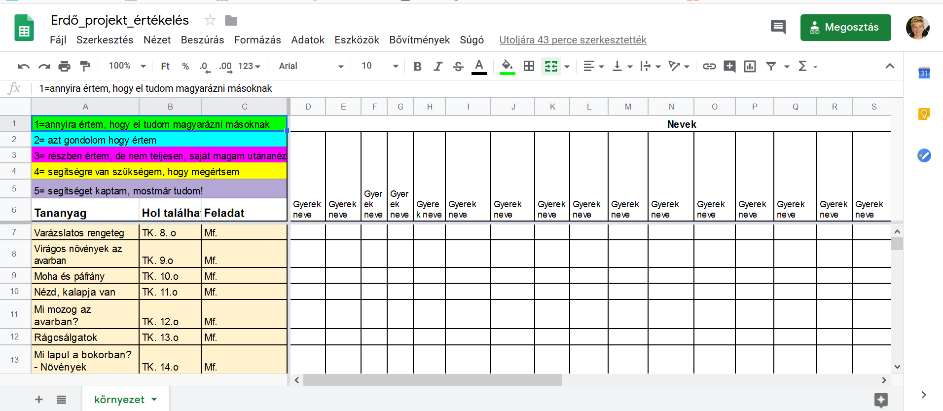 Erdő_projekt_értékelés
Fájl Szerkesztés Nézet Beszúrás Formázás Adatok Eszközök Bővítmények Súgó Utoljára 43 perce szerkesztették
Megosztás
100% Ft % .0 .00 123 Arial 10 B I S A
fx 1=annyira értem, hogy el tudom magyarázni másoknak
A B C D E F G H I J K L M N O P Q R S
1 1=annyira értem, hogy el tudom magyarázni másoknak Nevek
2 2= azt gondolom hogy értem
3 3= részben értem, de nem teljesen, saját magam utánanéz
4 4= segítségre van szükségem, hogy megértsem
5 5= segítséget kaptam, mostmár tudom!
6 Tananyag Hol találha Feladat Gyerek neve Gyerek neve Gyer ek neve Gyer ek neve Gyere k neve Gyerek neve Gyerek neve Gyerek neve Gyerek neve Gyerek neve Gyerek neve Gyerek neve Gyerek neve Gyerek neve Gyerek neve Gyerek neve
7 Varázslatos rengeteg TK. 8. o Mf.
8 Virágos növények az avarban TK. 9.o Mf.
9 Moha és páfrány TK. 10.o Mf.
10 Nézd, kalapja van TK. 11.o Mf.
11 Mi mozog az avarban? TK. 12.o Mf.
12 Rágcsálgatok TK. 13.o Mf.
13 Mi lapul a bokorban? - Növények TK. 14.o Mf.
környezet
31